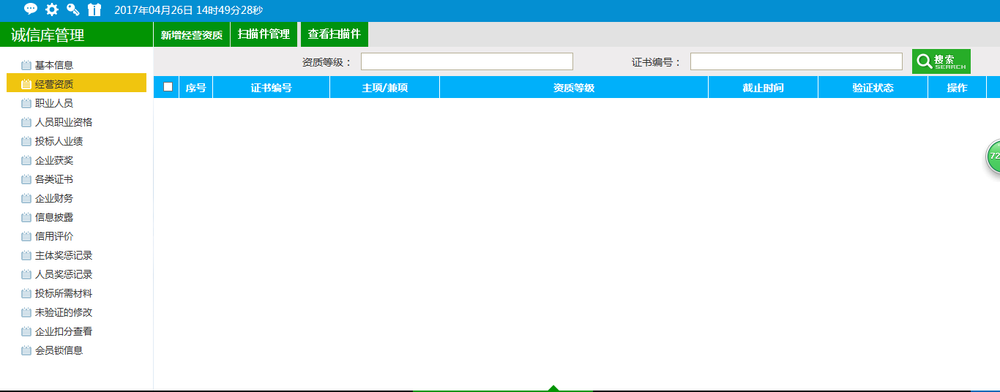 2017年04月26日 14时49分28秒
诚信库管理
新增经营资质 扫描件管理 查看扫描件
基本信息
经营资质
职业人员
人员职业资格
投标人业绩
企业获奖
各类证书
企业财务
信息披露
信用评价
主体奖惩记录
人员奖惩记录
投标所需材料
未验证的修改
企业扣分查看
会员锁信息
资质等级： 证书编号： 搜索
SEARCH
序号 证书编号 主项/兼项 资质等级 截止时间 验证状态 操作
72